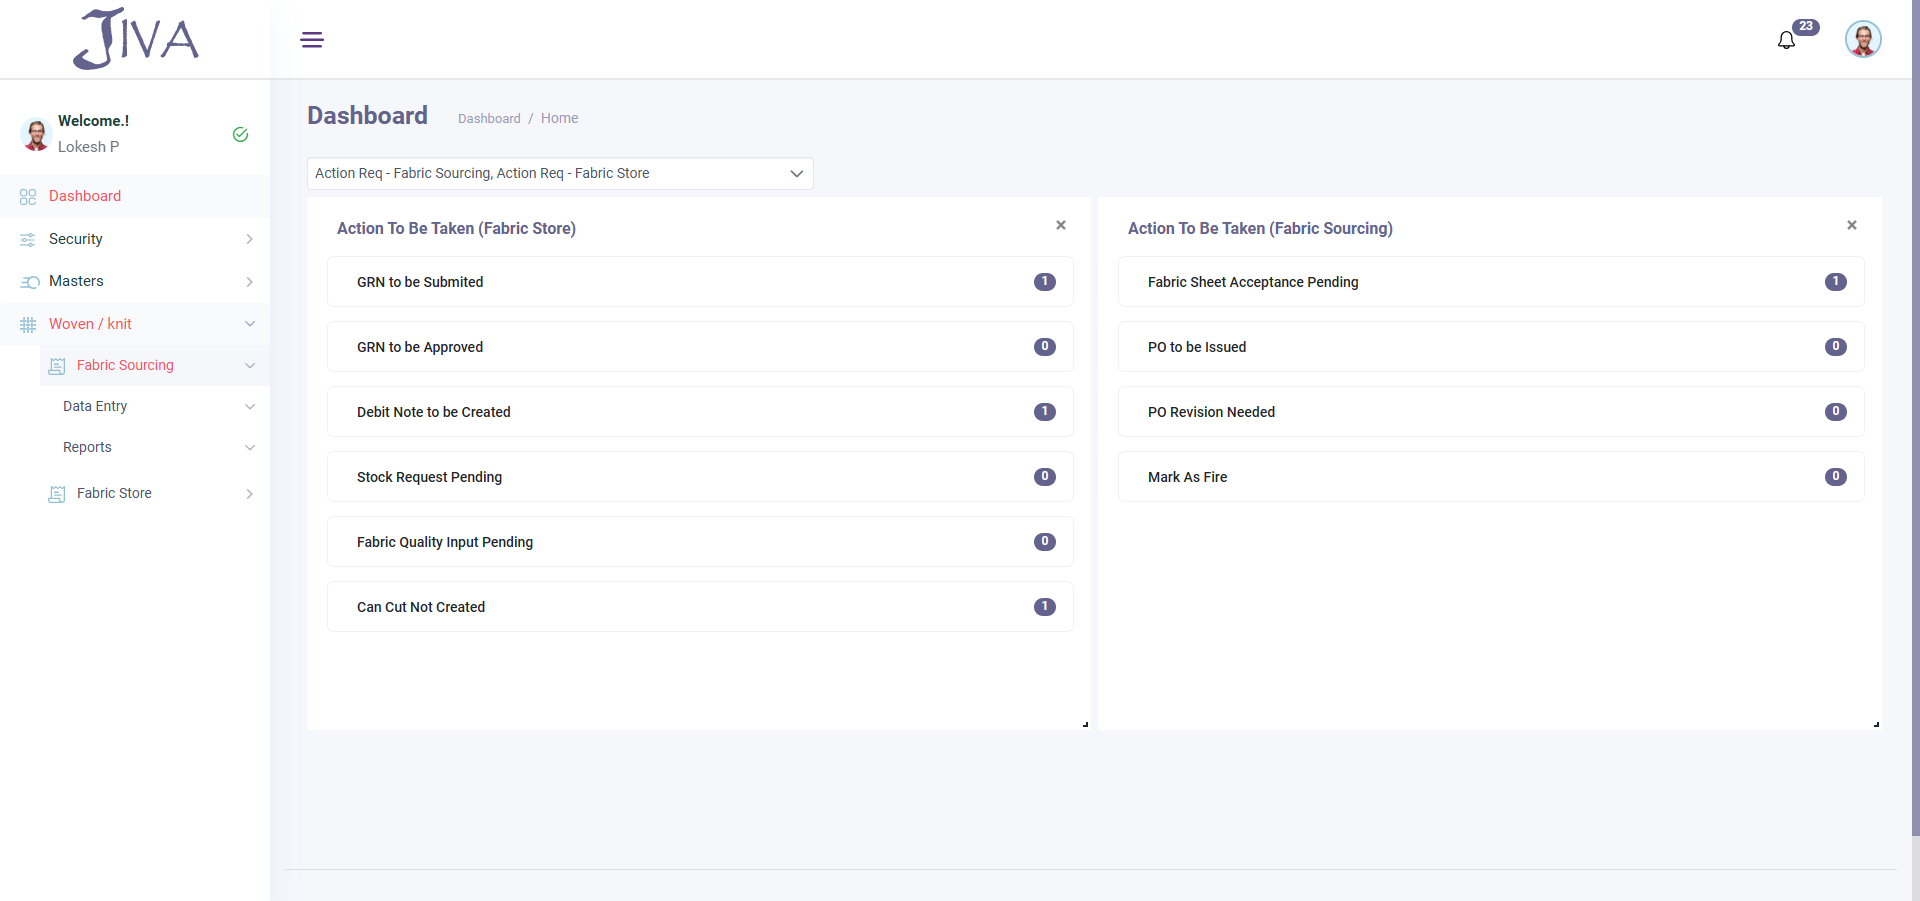 JIVA
23
Welcome.!
Lokesh P
Dashboard
Security
Masters
Woven / knit
Fabric Sourcing
Data Entry
Reports
Fabric Store
Dashboard
Dashboard / Home
Action Req - Fabric Sourcing, Action Req - Fabric Store
Action To Be Taken (Fabric Store)
GRN to be Submited 1
GRN to be Approved 0
Debit Note to be Created 1
Stock Request Pending 0
Fabric Quality Input Pending 0
Can Cut Not Created 1
Action To Be Taken (Fabric Sourcing)
Fabric Sheet Acceptance Pending 1
PO to be Issued 0
PO Revision Needed 0
Mark As Fire 0